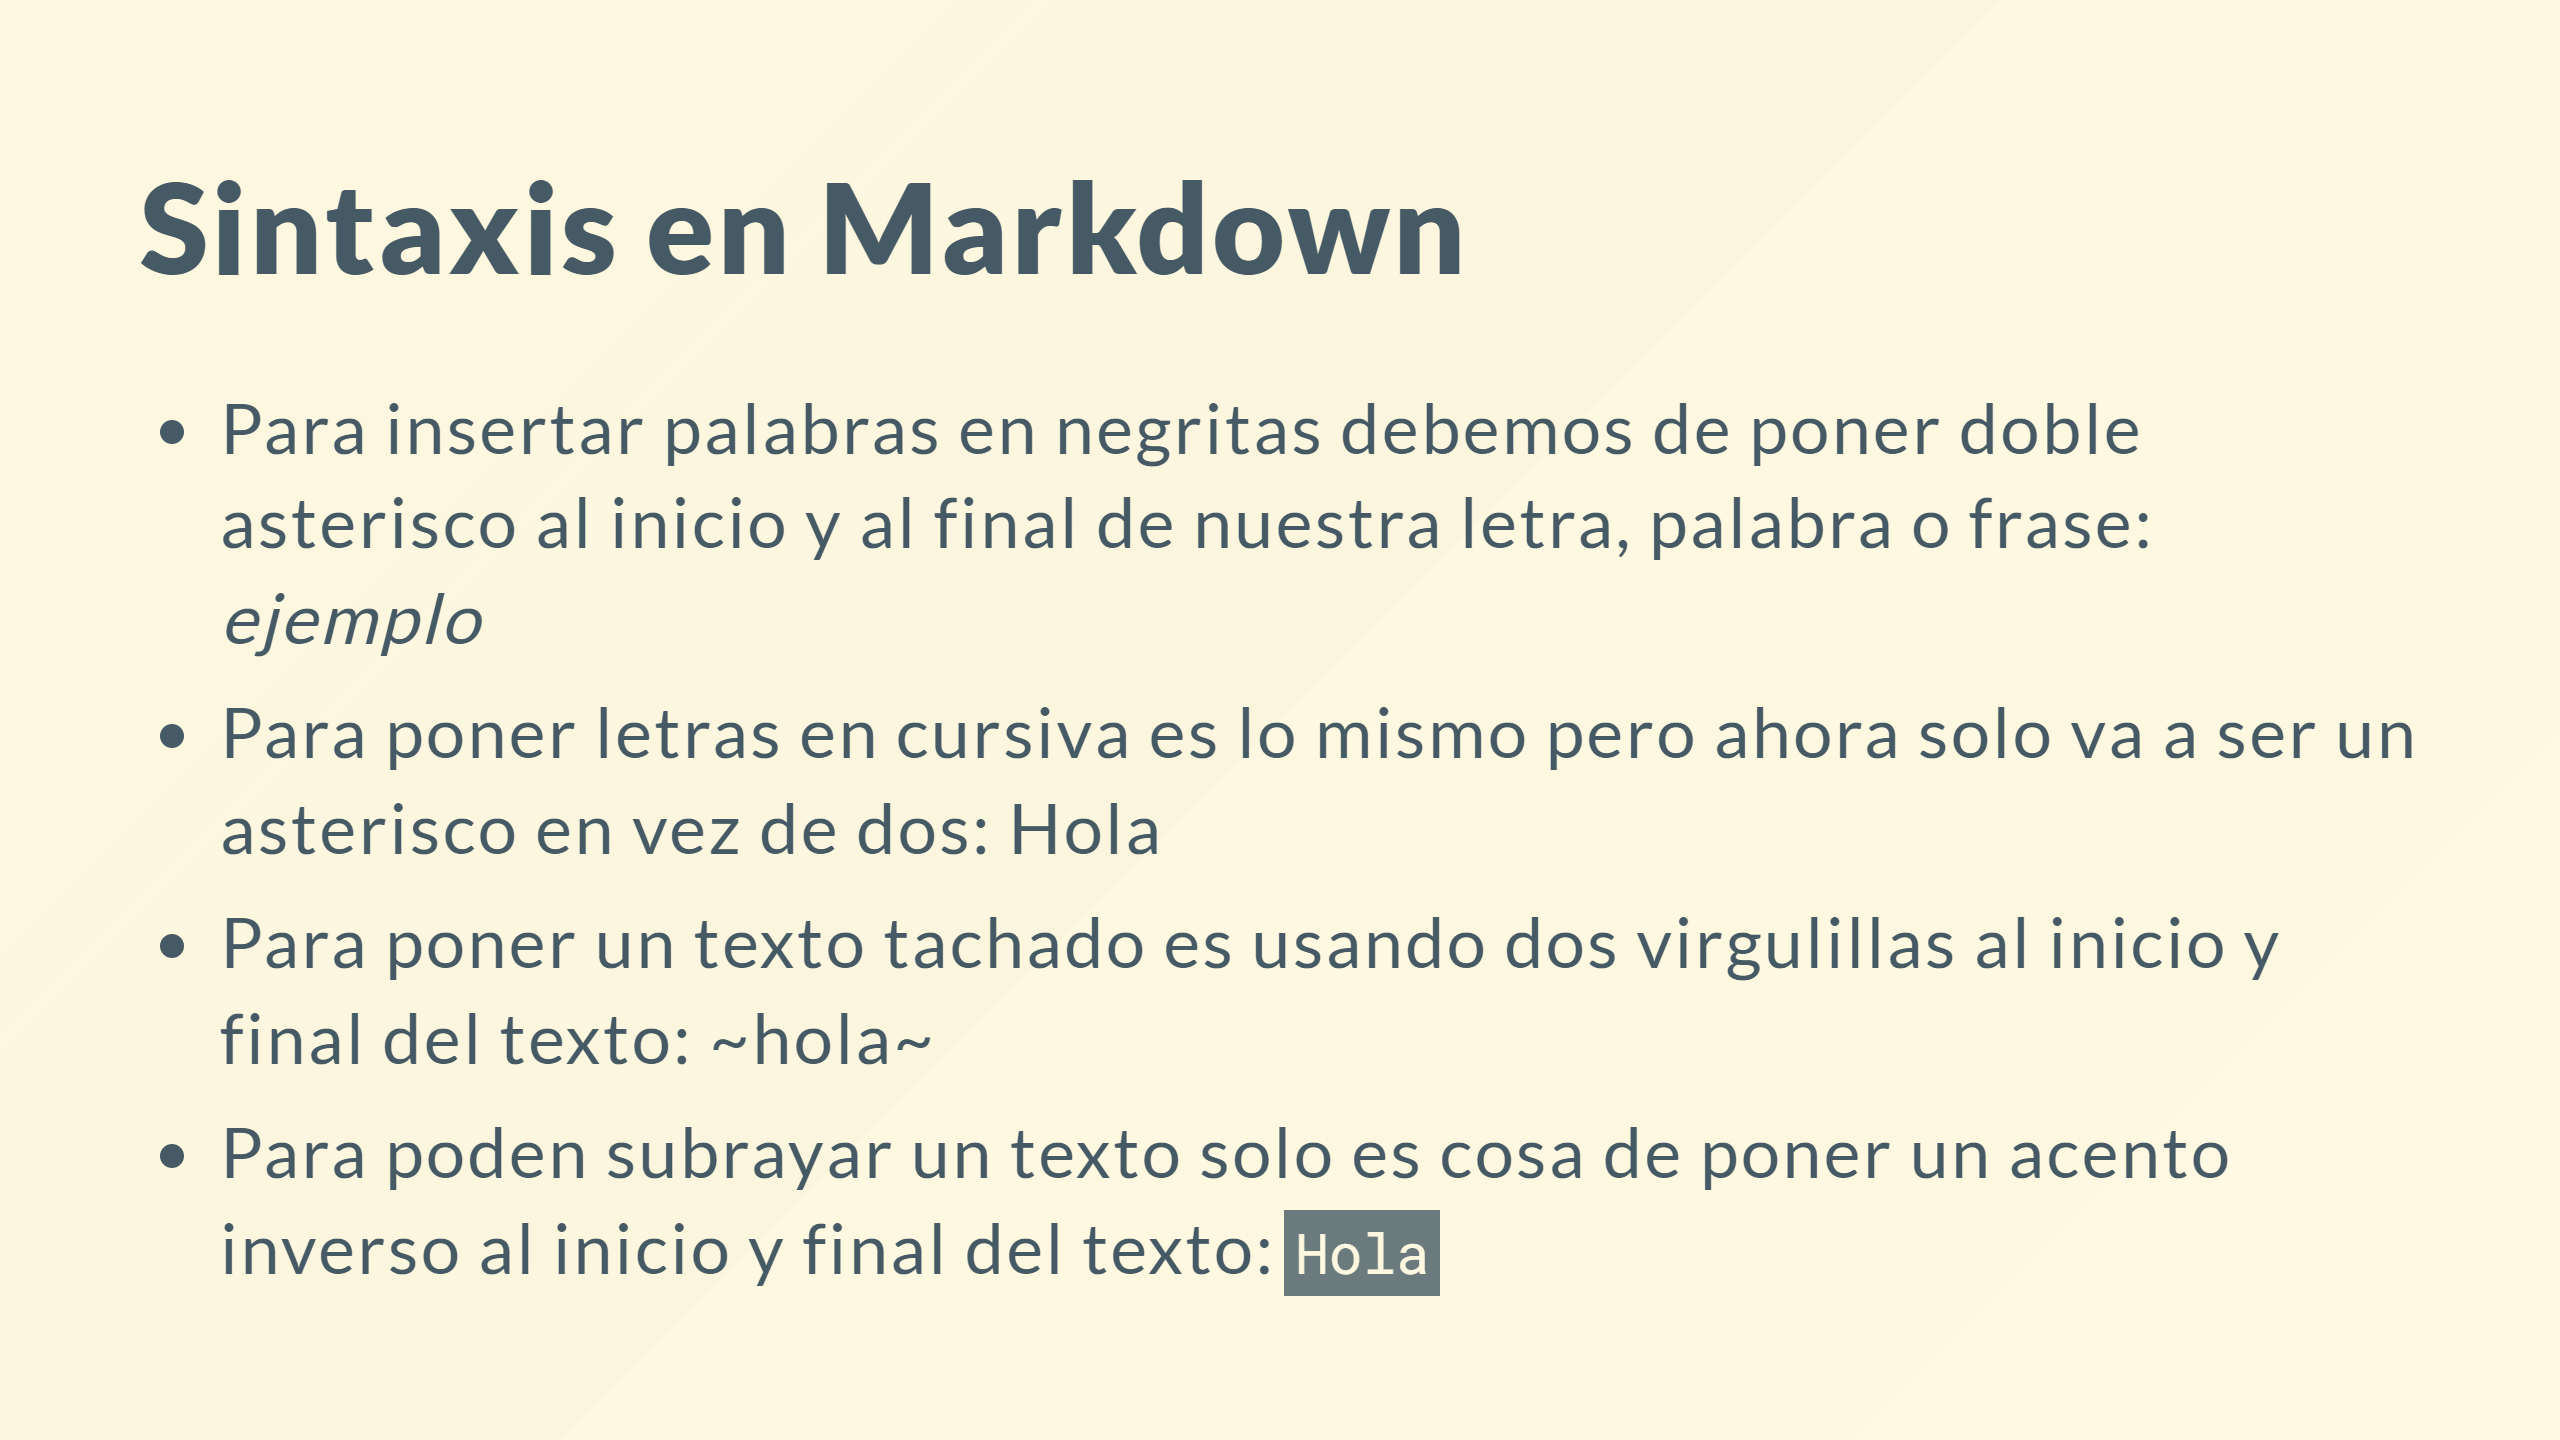 Sintaxis en Markdown
• Para insertar palabras en negritas debemos de poner doble
asterisco al inicio y al final de nuestra letra, palabra o frase:
ejemplo
• Para poner letras en cursiva es lo mismo pero ahora solo va a ser un
asterisco en vez de dos: Hola
• Para poner un texto tachado es usando dos virgulillas al inicio y
final del texto: ~hola~
• Para poden subrayar un texto solo es cosa de poner un acento
inverso al inicio y final del texto: Hola